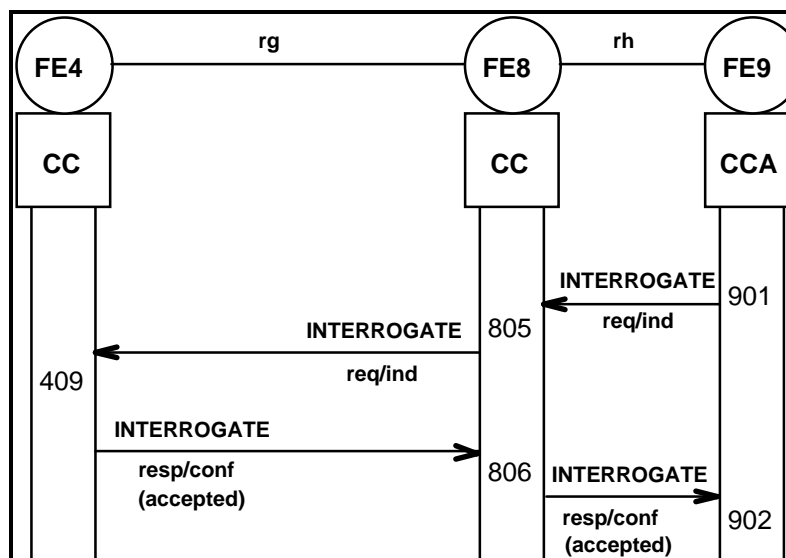 rg
rh
FE4
FE8
FE9
CC
CC
CCA
INTERROGATE
901
req/ind
805
INTERROGATE
req/ind
409
INTERROGATE
resp/conf
(accepted)
806
INTERROGATE
resp/conf
(accepted)
902